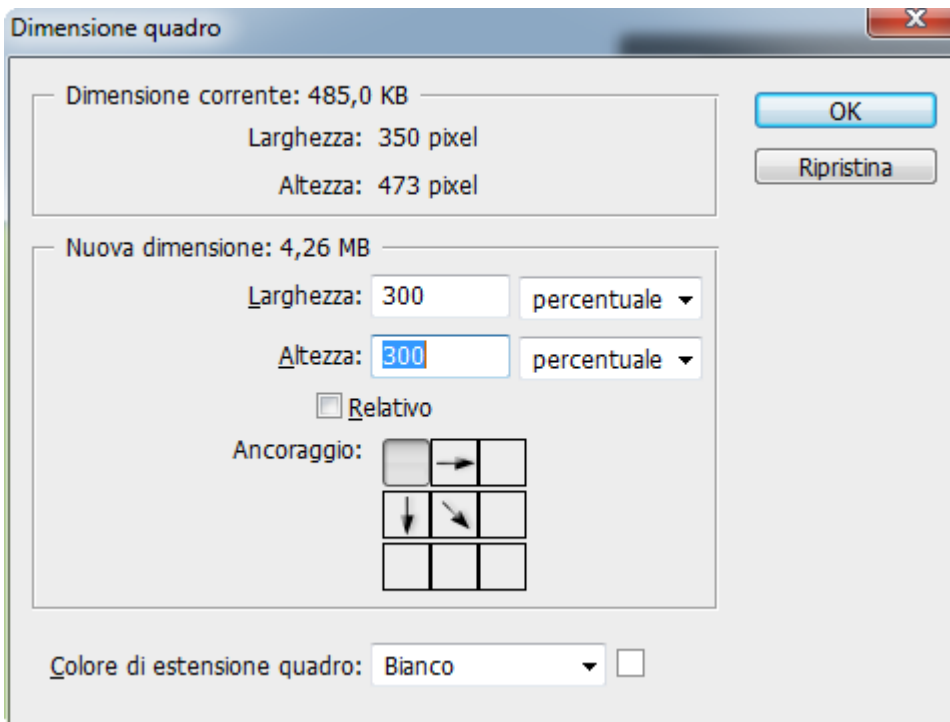 Dimensione quadro
Dimensione corrente: 485,0 KB
Larghezza: 350 pixel
Altezza: 473 pixel
OK
Ripristina
Nuova dimensione: 4,26 MB
Larghezza: 300 percentuale
Altezza: 300 percentuale
Relativo
Ancoraggio:
Colore di estensione quadro: Bianco